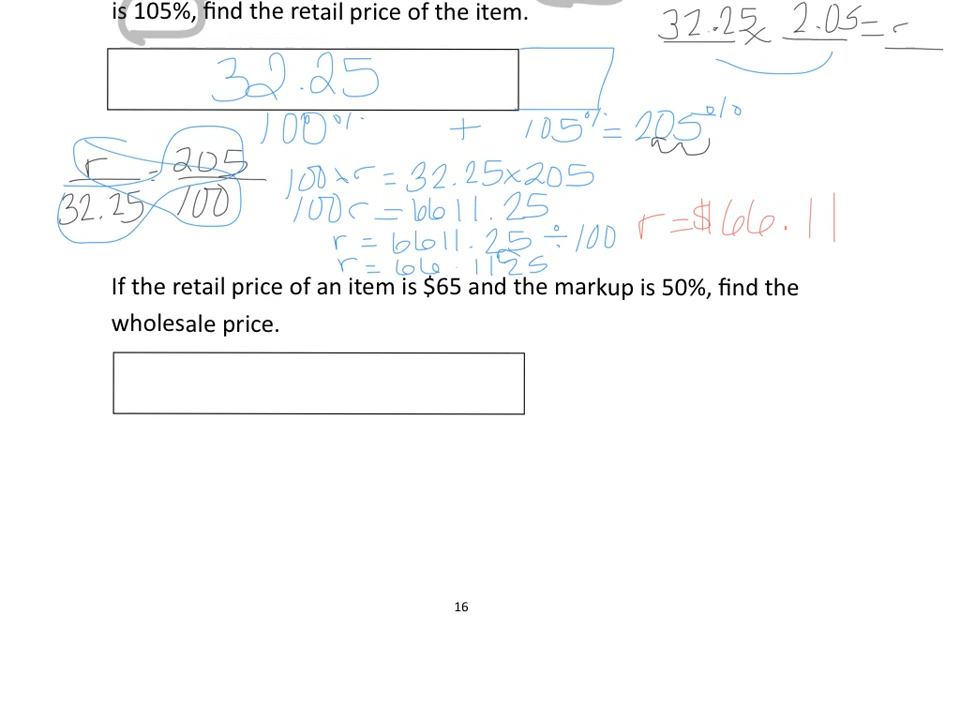 is 105%, find the retail price of the item.
32.25 x 2.05 = r
32.25
100% + 105% = 205%
r/32.25 = 205/100
100 x r = 32.25 x 205
100r = 6611.25
r = 6611.25 ÷ 100
r = 66.1125
r = $66.11
If the retail price of an item is $65 and the markup is 50%, find the
wholesale price.
16